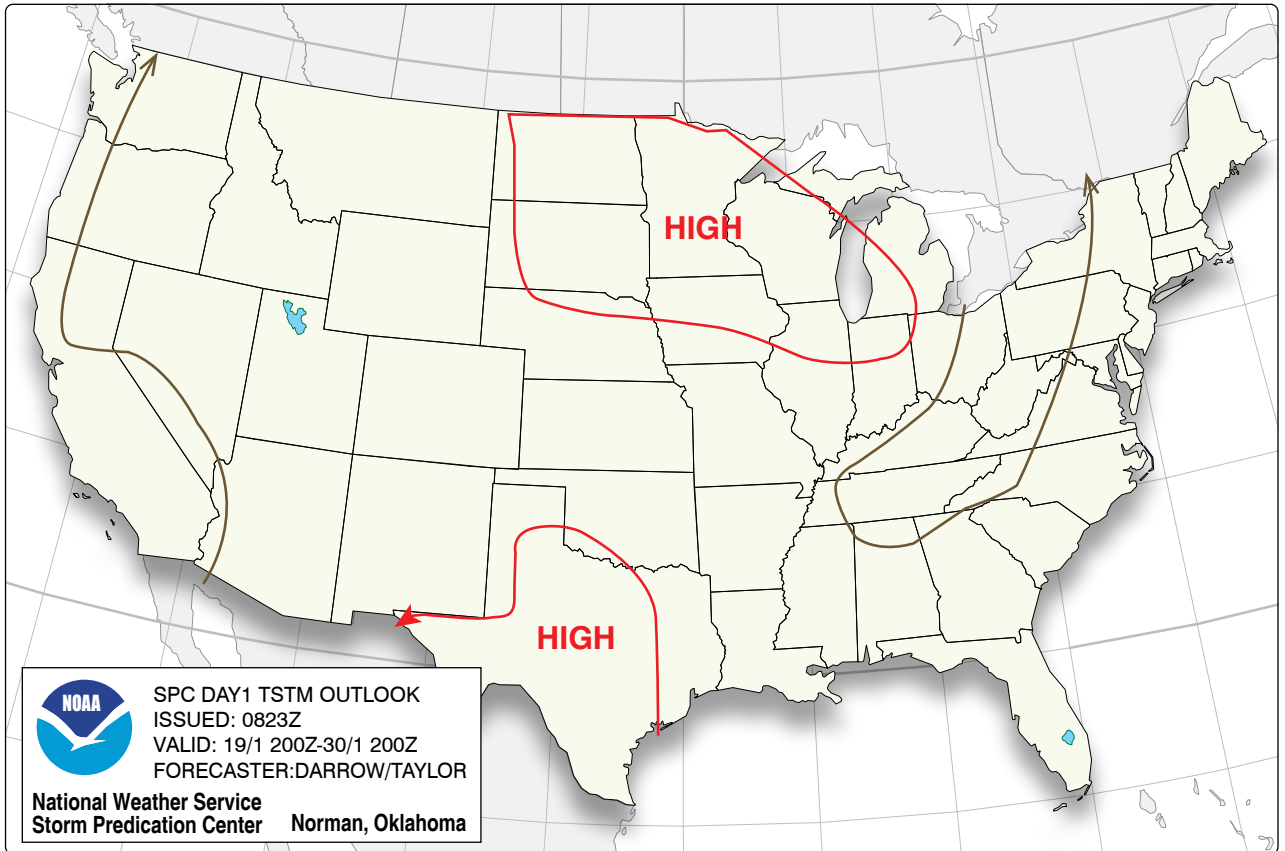 HIGH
HIGH
NOAA
SPC DAY1 TSTM OUTLOOK
ISSUED: 0823Z
VALID: 19/1 200Z-30/1 200Z
FORECASTER:DARROW/TAYLOR
National Weather Service
Storm Predication Center Norman, Oklahoma